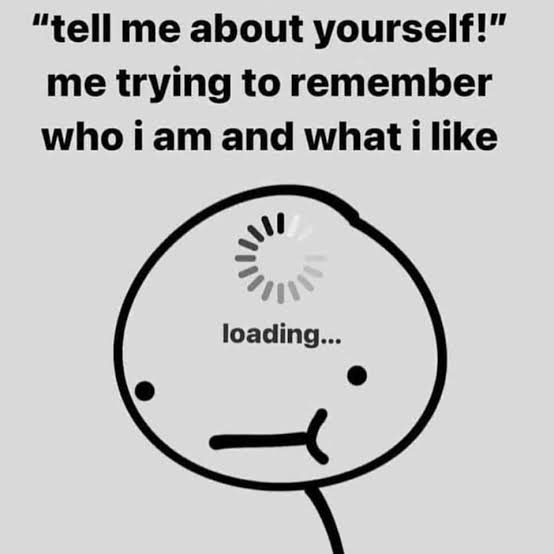 “tell me about yourself!”
me trying to remember
who i am and what i like
loading...